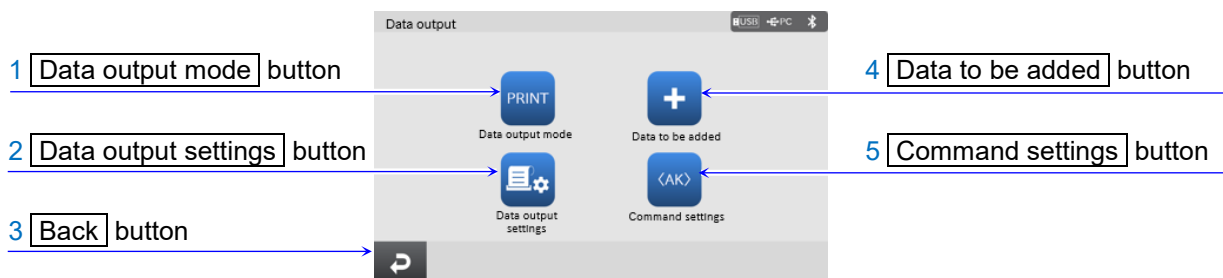 Data output
USB PC
1 Data output mode button
4 Data to be added button
PRINT
Data output mode
Data to be added
2 Data output settings button
5 Command settings button
<AK>
Data output
settings
Command settings
3 Back button